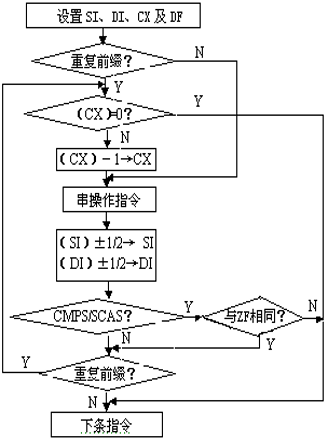 设置 SI、DI、CX 及 DF
重复前缀？
N
Y
(CX)=0？
Y
N
(CX)-1→CX
串操作指令
(SI)±1/2→ SI
(DI)±1/2→DI
CMPS/SCAS？
Y
与ZF相同？
N
N
Y
Y
重复前缀？
N
下条指令